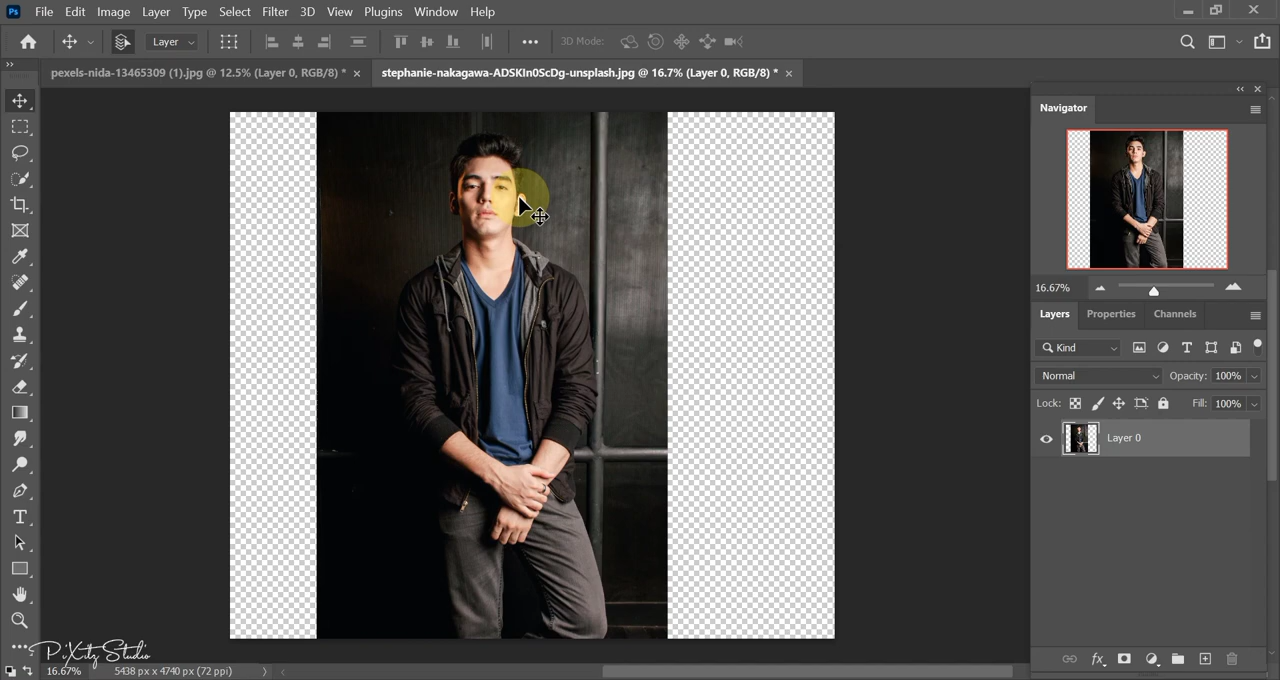 Ps File Edit Image Layer Type Select Filter 3D View Plugins Window Help
Layer 3D Mode:
pexels-nida-13465309 (1).jpg @ 12.5% (Layer 0, RGB/8) * stephanie-nakagawa-ADSKIn0ScDg-unsplash.jpg @ 16.7% (Layer 0, RGB/8) *
Navigator
16.67%
Layers Properties Channels
Kind
Normal Opacity: 100%
Lock: Fill: 100%
Layer 0
fx
PiXitz Studio
16.67% 5438 px x 4740 px (72 ppi)